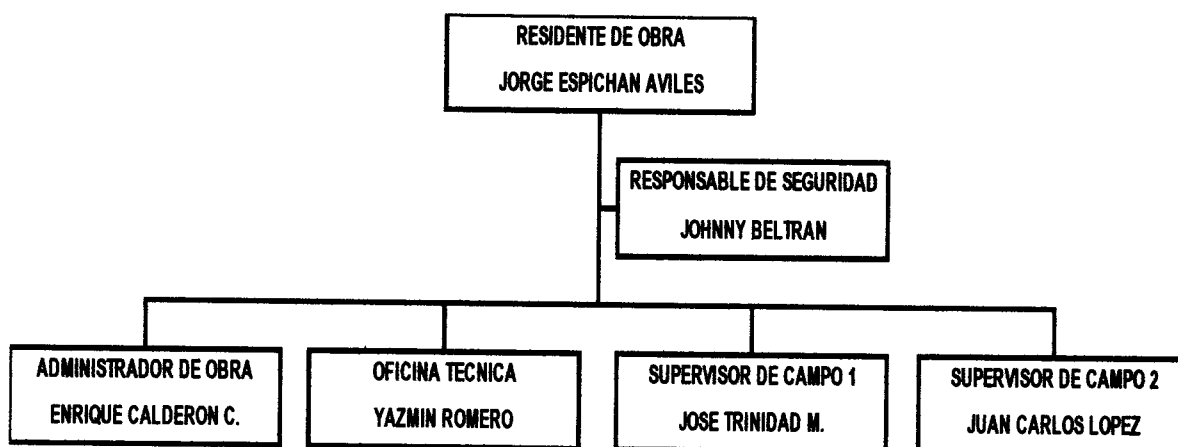 RESIDENTE DE OBRA
JORGE ESPICHAN AVILES
RESPONSABLE DE SEGURIDAD
JOHNNY BELTRAN
ADMINISTRADOR DE OBRA
ENRIQUE CALDERON C.
OFICINA TECNICA
YAZMIN ROMERO
SUPERVISOR DE CAMPO 1
JOSE TRINIDAD M.
SUPERVISOR DE CAMPO 2
JUAN CARLOS LOPEZ